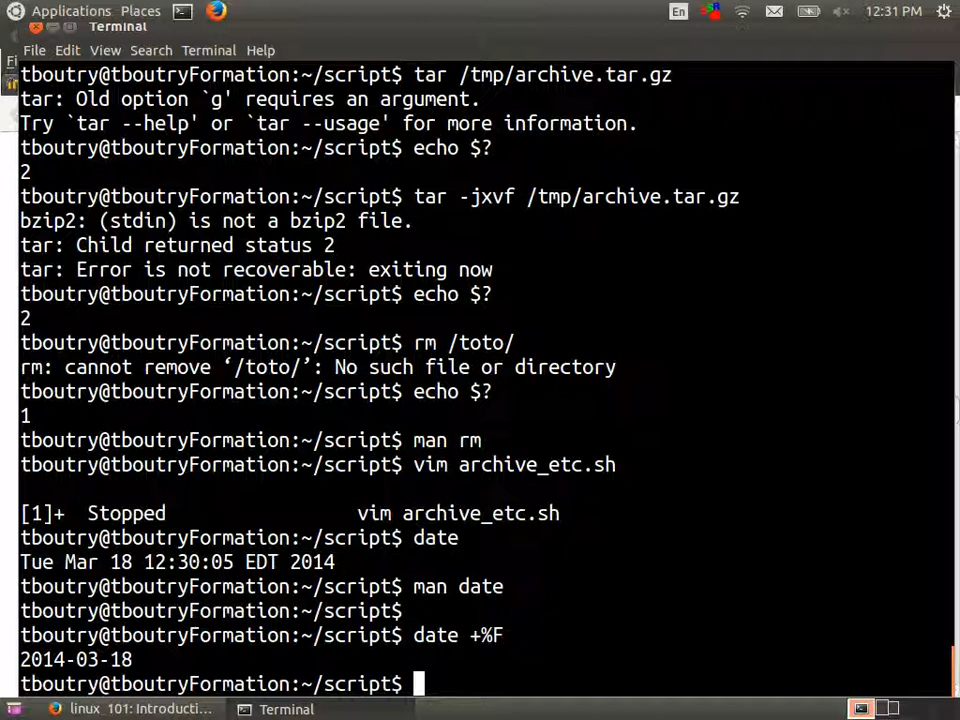 Applications Places En 12:31 PM
Terminal
File Edit View Search Terminal Help
tboutry@tboutryFormation:~/script$ tar /tmp/archive.tar.gz
tar: Old option `g' requires an argument.
Try `tar --help' or `tar --usage' for more information.
tboutry@tboutryFormation:~/script$ echo $?
2
tboutry@tboutryFormation:~/script$ tar -jxvf /tmp/archive.tar.gz
bzip2: (stdin) is not a bzip2 file.
tar: Child returned status 2
tar: Error is not recoverable: exiting now
tboutry@tboutryFormation:~/script$ echo $?
2
tboutry@tboutryFormation:~/script$ rm /toto/
rm: cannot remove ‘/toto/’: No such file or directory
tboutry@tboutryFormation:~/script$ echo $?
1
tboutry@tboutryFormation:~/script$ man rm
tboutry@tboutryFormation:~/script$ vim archive_etc.sh
[1]+  Stopped                 vim archive_etc.sh
tboutry@tboutryFormation:~/script$ date
Tue Mar 18 12:30:05 EDT 2014
tboutry@tboutryFormation:~/script$ man date
tboutry@tboutryFormation:~/script$
tboutry@tboutryFormation:~/script$ date +%F
2014-03-18
tboutry@tboutryFormation:~/script$
linux_101: Introducti... Terminal